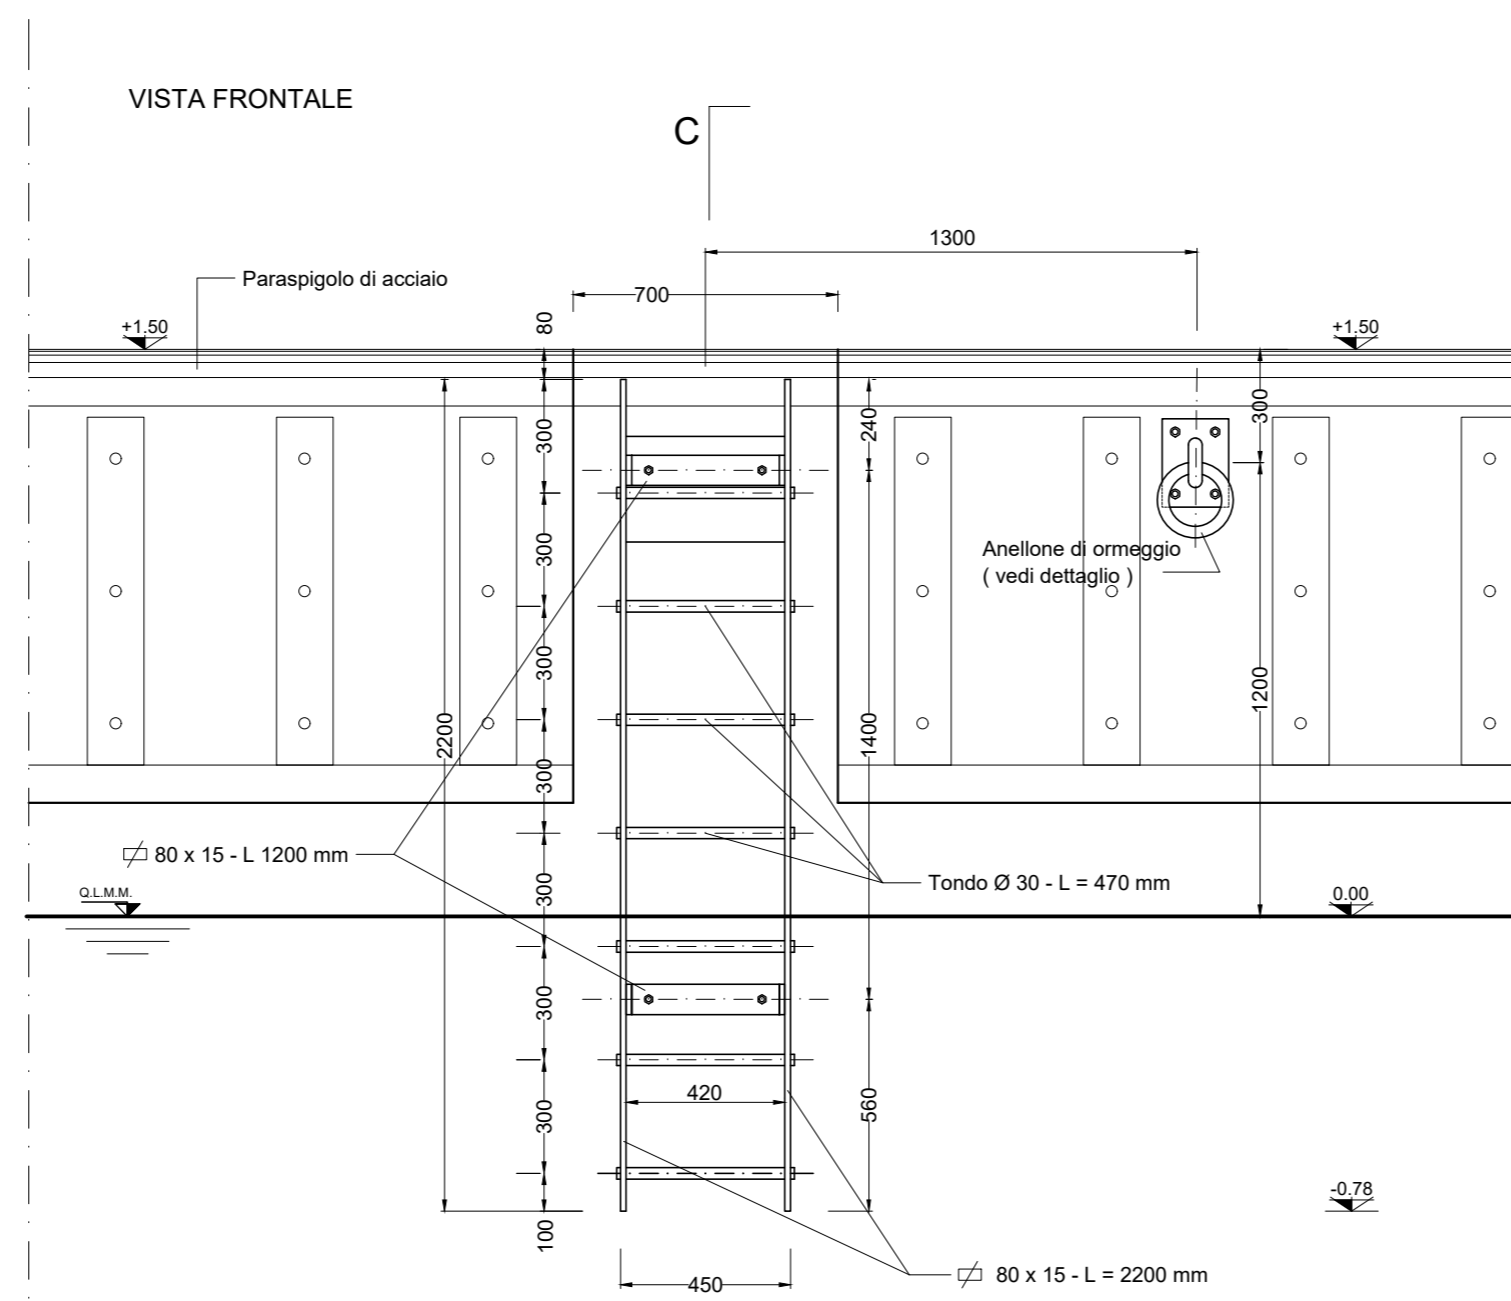 VISTA FRONTALE
C
1300
Paraspigolo di acciaio
700
80
+1.50
+1.50
300
240
300
300
Anellone di ormeggio
( vedi dettaglio )
300
1200
2200
1400
300
80 x 15 - L 1200 mm
Tondo Ø 30 - L = 470 mm
Q.L.M.M.
300
0.00
300
420
560
300
-0.78
100
80 x 15 - L = 2200 mm
450